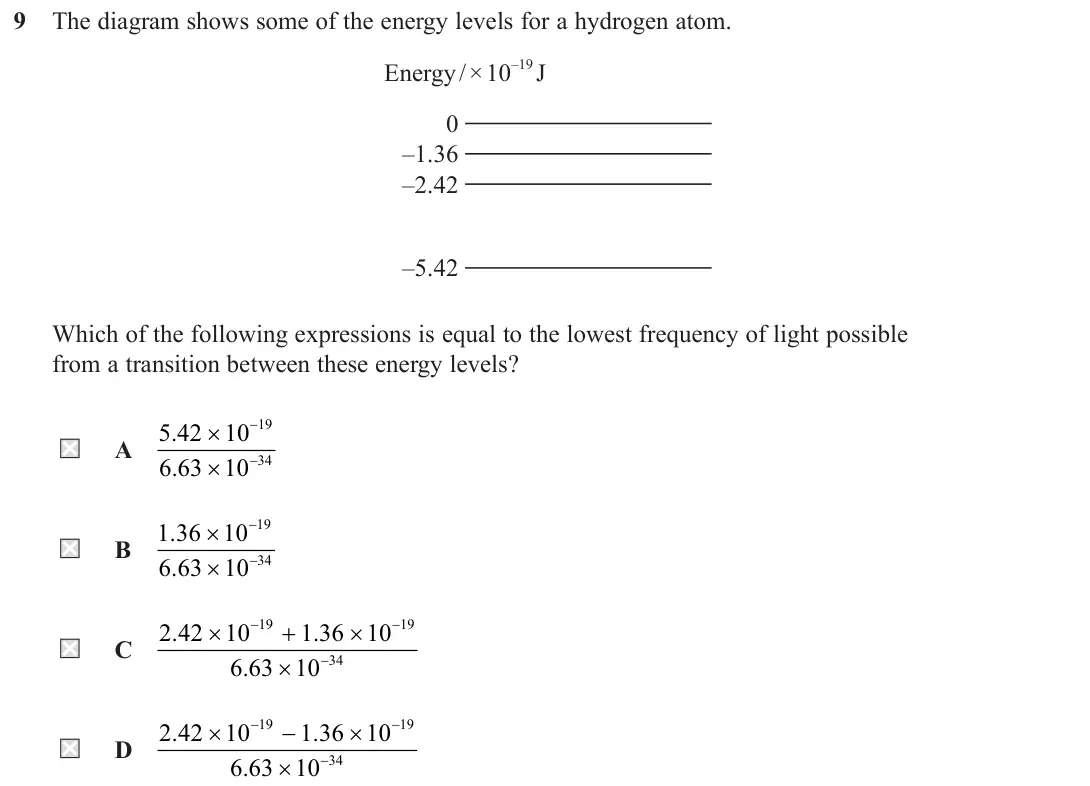 9 The diagram shows some of the energy levels for a hydrogen atom.
Energy / × 10⁻¹⁹ J
0
–1.36
–2.42
–5.42
Which of the following expressions is equal to the lowest frequency of light possible
from a transition between these energy levels?
A 5.42 × 10⁻¹⁹
6.63 × 10⁻³⁴
B 1.36 × 10⁻¹⁹
6.63 × 10⁻³⁴
C 2.42 × 10⁻¹⁹ + 1.36 × 10⁻¹⁹
6.63 × 10⁻³⁴
D 2.42 × 10⁻¹⁹ – 1.36 × 10⁻¹⁹
6.63 × 10⁻³⁴